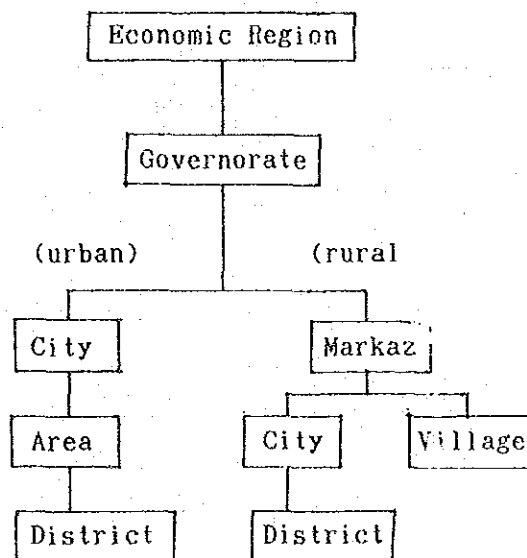 Economic Region
Governorate
(urban) (rural
City Markaz
Area City Village
District District